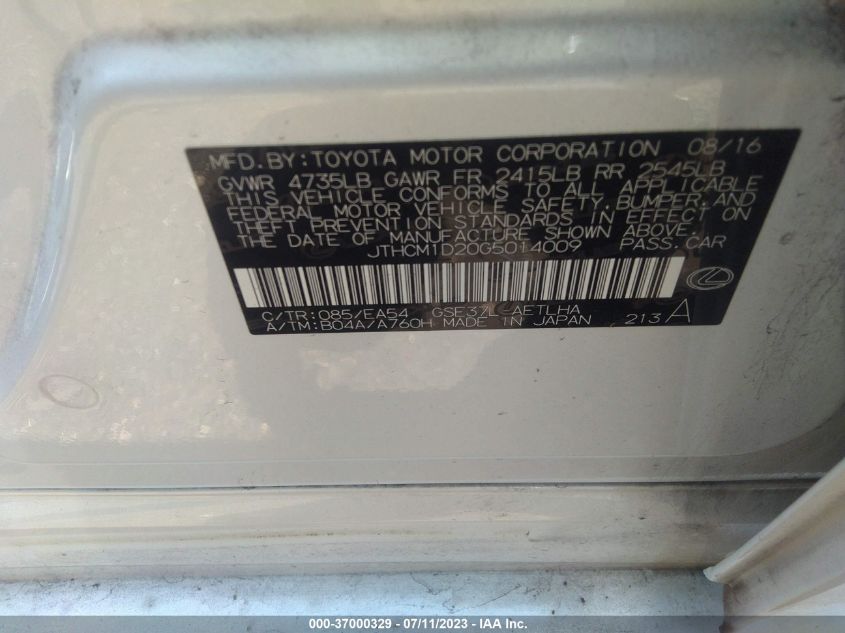 MFD.BY:TOYOTA MOTOR CORPORATION 08/16
GVWR 4735LB GAWR FR 2415LB RR 2545LB
THIS VEHICLE CONFORMS TO ALL APPLICABLE
FEDERAL MOTOR VEHICLE SAFETY,BUMPER,AND
THEFT PREVENTION STANDARDS IN EFFECT ON
THE DATE OF MANUFACTURE SHOWN ABOVE.
JTHCM1D20G5014009 PASS.CAR
C/TR:085/EA54 GSE37L-AETLHA
A/TM:B04A/A760H MADE IN JAPAN 213A
000-37000329 - 07/11/2023 - IAA Inc.